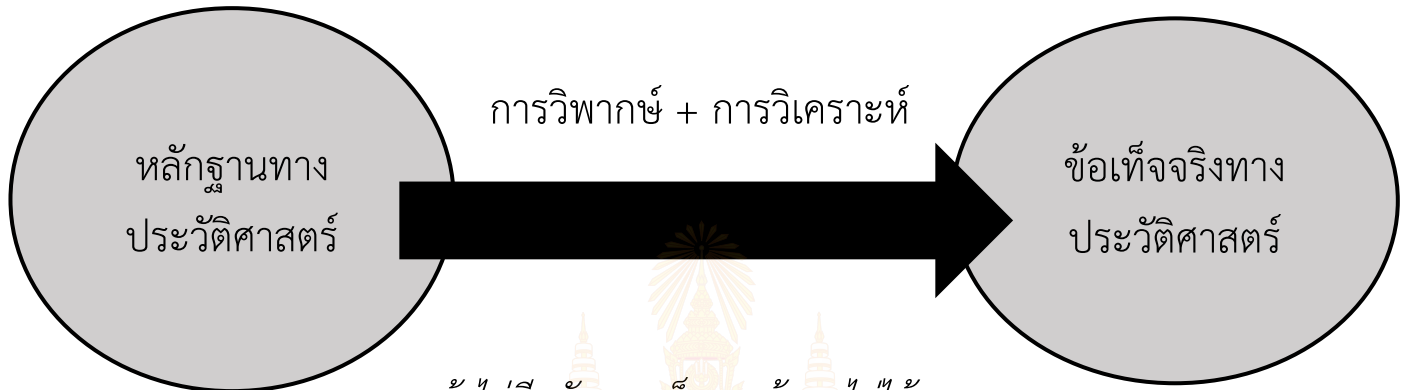 การวิพากษ์ + การวิเคราะห์
หลักฐานทาง
ประวัติศาสตร์
ข้อเท็จจริงทาง
ประวัติศาสตร์